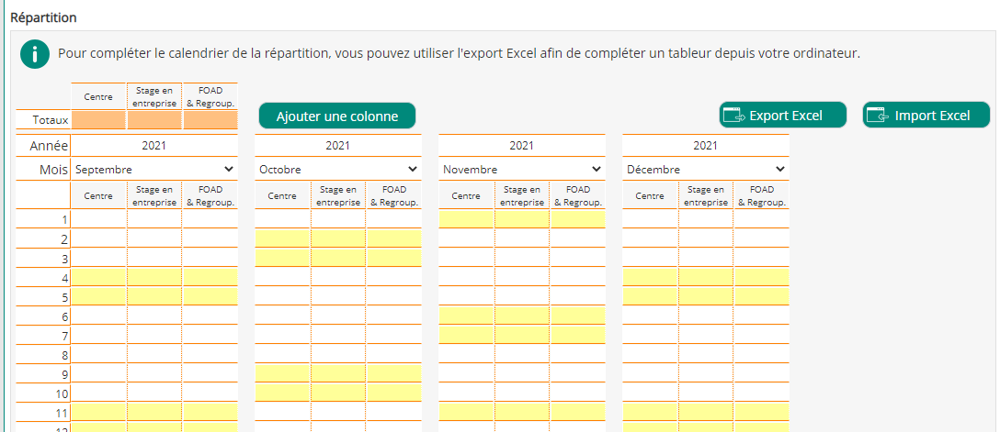 Répartition
i Pour compléter le calendrier de la répartition, vous pouvez utiliser l'export Excel afin de compléter un tableur depuis votre ordinateur.
Centre Stage en entreprise FOAD & Regroup.
Totaux Ajouter une colonne Export Excel Import Excel
Année 2021 2021 2021 2021
Mois Septembre Octobre Novembre Décembre
Centre Stage en entreprise FOAD & Regroup. Centre Stage en entreprise FOAD & Regroup. Centre Stage en entreprise FOAD & Regroup. Centre Stage en entreprise FOAD & Regroup.
1
2
3
4
5
6
7
8
9
10
11
12